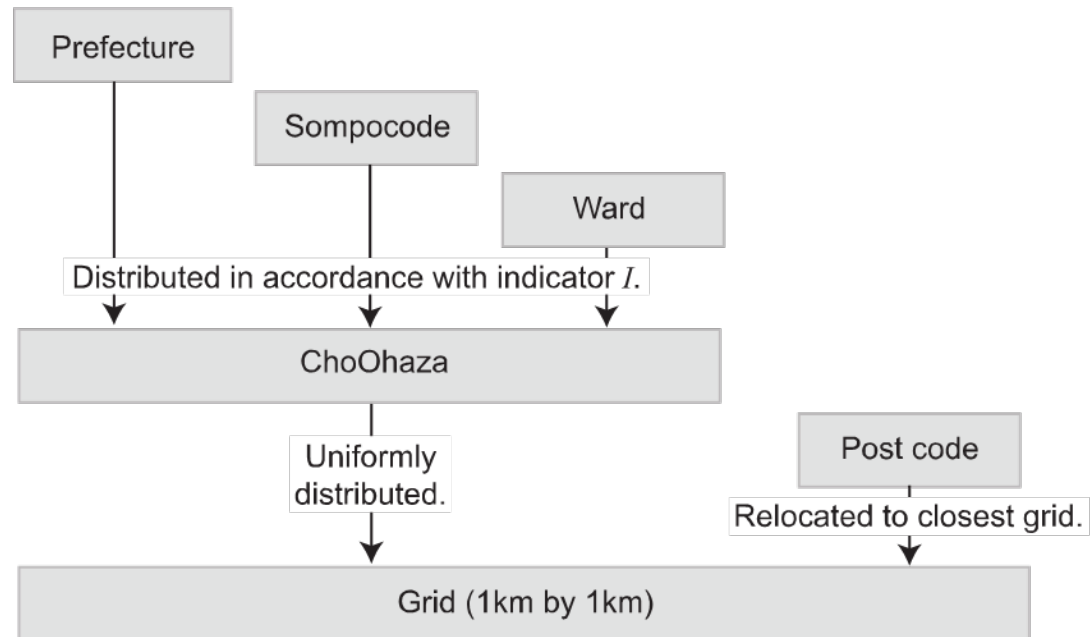 Prefecture
Sompocode
Ward
Distributed in accordance with indicator I.
ChoOhaza
Uniformly
distributed.
Post code
Relocated to closest grid.
Grid (1km by 1km)